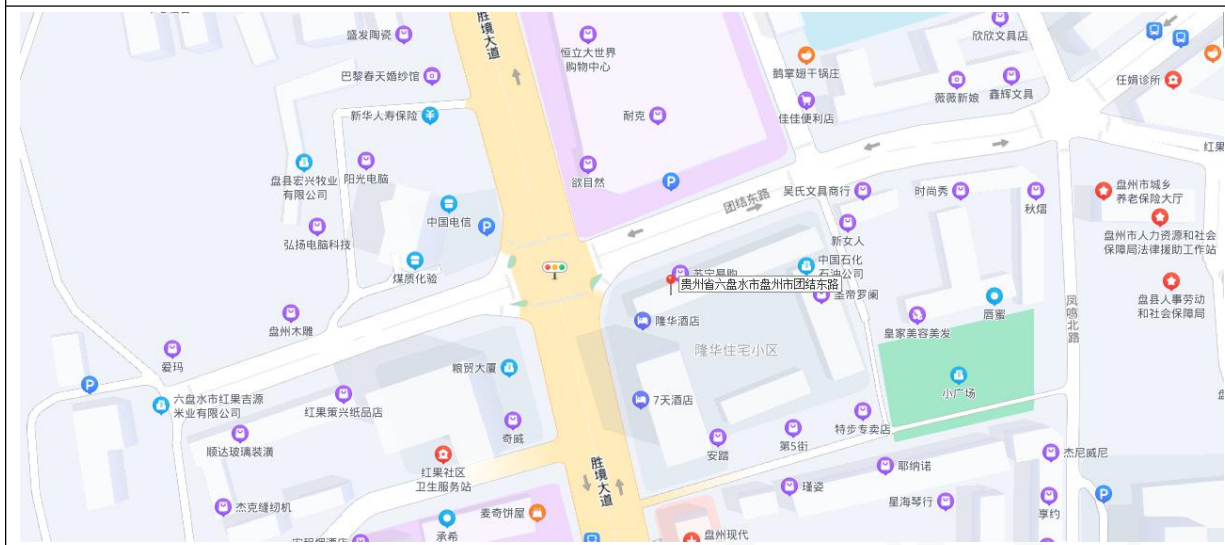 盛发陶瓷
胜境大道
恒立大世界
购物中心
欣欣文具店
巴黎春天婚纱馆
鹅掌翅干锅庄
任娟诊所
薇薇新娘
鑫辉文具
新华人寿保险
耐克
佳佳便利店
红果
盘县宏兴牧业
有限公司
阳光电脑
欲目然
P
团结东路
吴氏文具商行
时尚秀
秋熠
盘州市城乡
养老保险大厅
中国电信
P
弘扬电脑科技
新女人
盘州市人力资源和社会
保障局法律援助工作站
煤质化验
苏宁易购
中国石化
石油公司
贵州省六盘水市盘州市团结东路
圣帝罗阑
唇蜜
盘县人事劳动
和社会保障局
凤鸣北路
盘州木雕
隆华酒店
皇家美容美发
爱玛
隆华住宅小区
粮贸大厦
P
小广场
六盘水市红果吉源
米业有限公司
红果策兴纸品店
7天酒店
特步专卖店
顺达玻璃装潢
奇威
安踏
第5街
杰尼威尼
红果社区
卫生服务站
胜境大道
耶纳诺
瑾姿
P
杰克缝纫机
麦奇饼屋
星海琴行
享约
承希
盘州现代